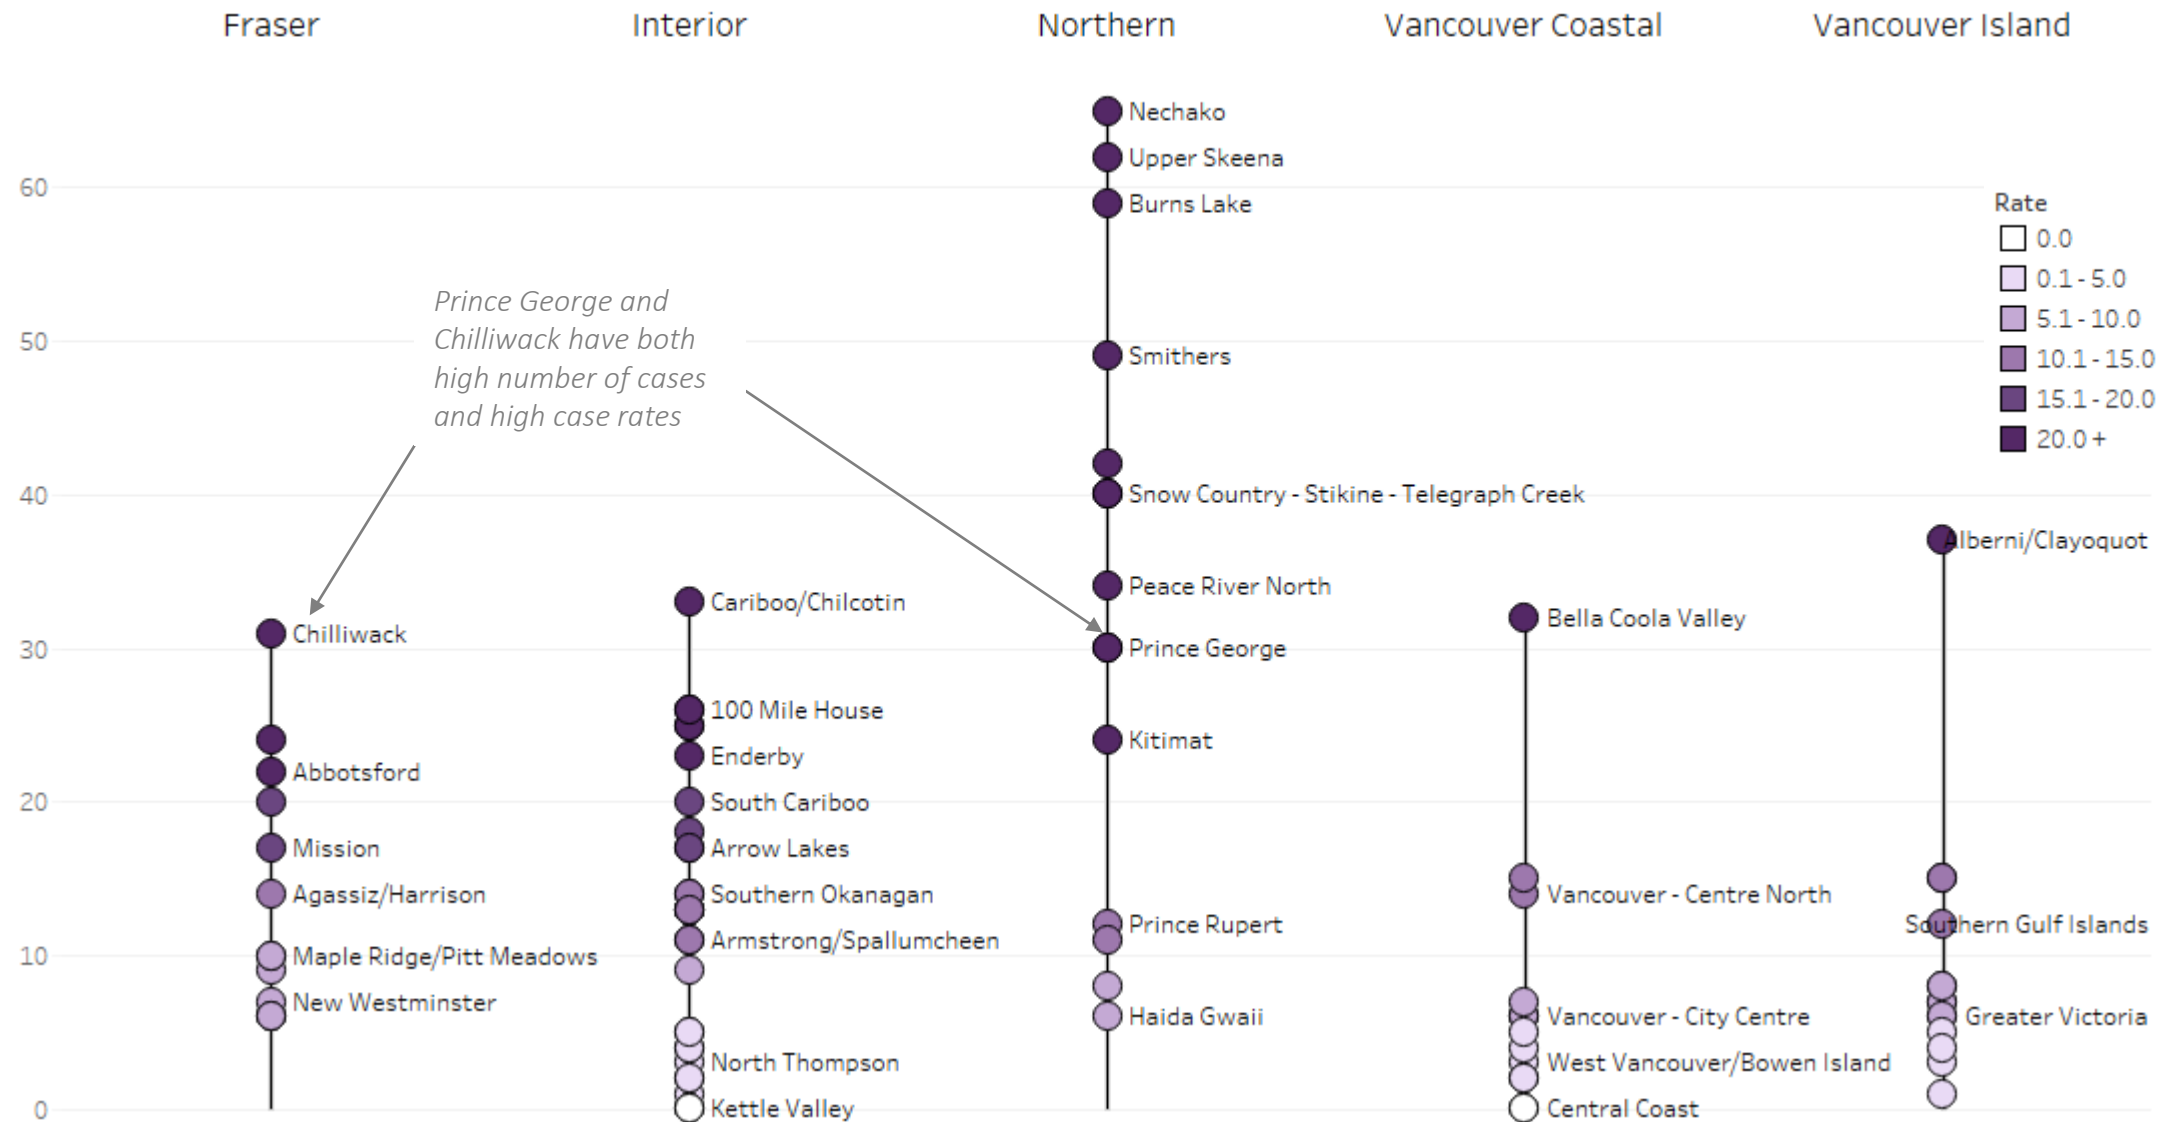 Fraser
Interior
Northern
Vancouver Coastal
Vancouver Island
60
50
40
30
20
10
0
Prince George and
Chilliwack have both
high number of cases
and high case rates
Chilliwack
Abbotsford
Mission
Agassiz/Harrison
Maple Ridge/Pitt Meadows
New Westminster
Cariboo/Chilcotin
100 Mile House
Enderby
South Cariboo
Arrow Lakes
Southern Okanagan
Armstrong/Spallumcheen
North Thompson
Kettle Valley
Nechako
Upper Skeena
Burns Lake
Smithers
Snow Country - Stikine - Telegraph Creek
Peace River North
Prince George
Kitimat
Prince Rupert
Haida Gwaii
Bella Coola Valley
Vancouver - Centre North
Vancouver - City Centre
West Vancouver/Bowen Island
Central Coast
Alberni/Clayoquot
Southern Gulf Islands
Greater Victoria
Rate
0.0
0.1 - 5.0
5.1 - 10.0
10.1 - 15.0
15.1 - 20.0
20.0 +